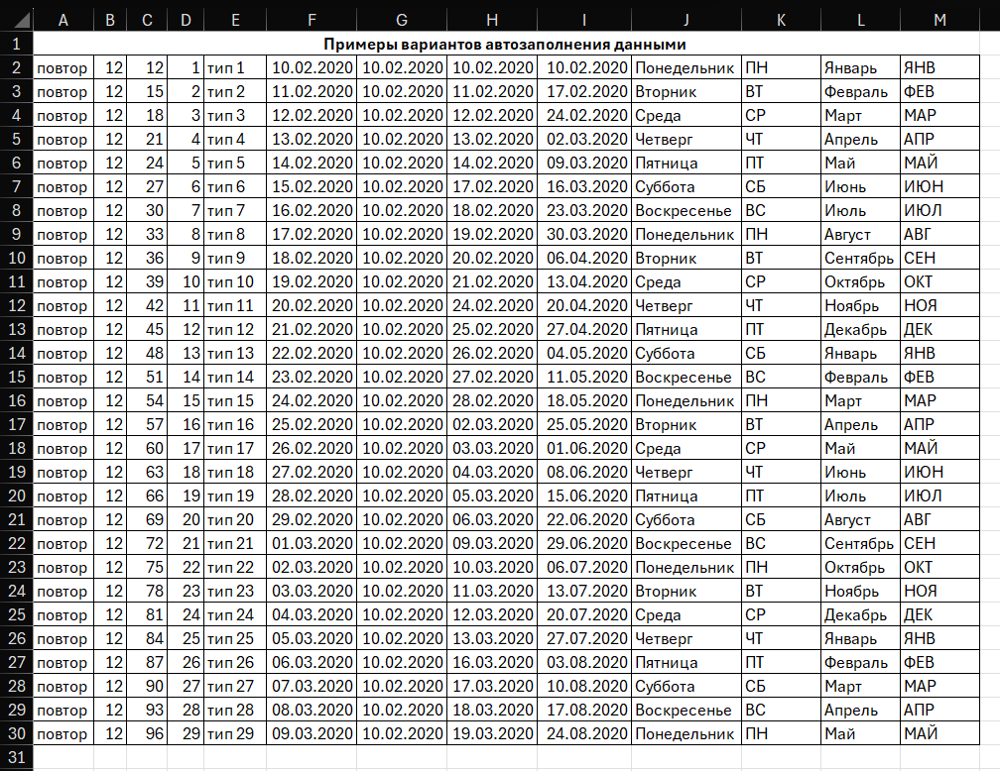 A B C D E F G H I J K L M
1 Примеры вариантов автозаполнения данными
2 повтор 12 12 1 тип 1 10.02.2020 10.02.2020 10.02.2020 10.02.2020 Понедельник ПН Январь ЯНВ
3 повтор 12 15 2 тип 2 11.02.2020 10.02.2020 11.02.2020 17.02.2020 Вторник ВТ Февраль ФЕВ
4 повтор 12 18 3 тип 3 12.02.2020 10.02.2020 12.02.2020 24.02.2020 Среда СР Март МАР
5 повтор 12 21 4 тип 4 13.02.2020 10.02.2020 13.02.2020 02.03.2020 Четверг ЧТ Апрель АПР
6 повтор 12 24 5 тип 5 14.02.2020 10.02.2020 14.02.2020 09.03.2020 Пятница ПТ Май МАЙ
7 повтор 12 27 6 тип 6 15.02.2020 10.02.2020 17.02.2020 16.03.2020 Суббота СБ Июнь ИЮН
8 повтор 12 30 7 тип 7 16.02.2020 10.02.2020 18.02.2020 23.03.2020 Воскресенье ВС Июль ИЮЛ
9 повтор 12 33 8 тип 8 17.02.2020 10.02.2020 19.02.2020 30.03.2020 Понедельник ПН Август АВГ
10 повтор 12 36 9 тип 9 18.02.2020 10.02.2020 20.02.2020 06.04.2020 Вторник ВТ Сентябрь СЕН
11 повтор 12 39 10 тип 10 19.02.2020 10.02.2020 21.02.2020 13.04.2020 Среда СР Октябрь ОКТ
12 повтор 12 42 11 тип 11 20.02.2020 10.02.2020 24.02.2020 20.04.2020 Четверг ЧТ Ноябрь НОЯ
13 повтор 12 45 12 тип 12 21.02.2020 10.02.2020 25.02.2020 27.04.2020 Пятница ПТ Декабрь ДЕК
14 повтор 12 48 13 тип 13 22.02.2020 10.02.2020 26.02.2020 04.05.2020 Суббота СБ Январь ЯНВ
15 повтор 12 51 14 тип 14 23.02.2020 10.02.2020 27.02.2020 11.05.2020 Воскресенье ВС Февраль ФЕВ
16 повтор 12 54 15 тип 15 24.02.2020 10.02.2020 28.02.2020 18.05.2020 Понедельник ПН Март МАР
17 повтор 12 57 16 тип 16 25.02.2020 10.02.2020 02.03.2020 25.05.2020 Вторник ВТ Апрель АПР
18 повтор 12 60 17 тип 17 26.02.2020 10.02.2020 03.03.2020 01.06.2020 Среда СР Май МАЙ
19 повтор 12 63 18 тип 18 27.02.2020 10.02.2020 04.03.2020 08.06.2020 Четверг ЧТ Июнь ИЮН
20 повтор 12 66 19 тип 19 28.02.2020 10.02.2020 05.03.2020 15.06.2020 Пятница ПТ Июль ИЮЛ
21 повтор 12 69 20 тип 20 29.02.2020 10.02.2020 06.03.2020 22.06.2020 Суббота СБ Август АВГ
22 повтор 12 72 21 тип 21 01.03.2020 10.02.2020 09.03.2020 29.06.2020 Воскресенье ВС Сентябрь СЕН
23 повтор 12 75 22 тип 22 02.03.2020 10.02.2020 10.03.2020 06.07.2020 Понедельник ПН Октябрь ОКТ
24 повтор 12 78 23 тип 23 03.03.2020 10.02.2020 11.03.2020 13.07.2020 Вторник ВТ Ноябрь НОЯ
25 повтор 12 81 24 тип 24 04.03.2020 10.02.2020 12.03.2020 20.07.2020 Среда СР Декабрь ДЕК
26 повтор 12 84 25 тип 25 05.03.2020 10.02.2020 13.03.2020 27.07.2020 Четверг ЧТ Январь ЯНВ
27 повтор 12 87 26 тип 26 06.03.2020 10.02.2020 16.03.2020 03.08.2020 Пятница ПТ Февраль ФЕВ
28 повтор 12 90 27 тип 27 07.03.2020 10.02.2020 17.03.2020 10.08.2020 Суббота СБ Март МАР
29 повтор 12 93 28 тип 28 08.03.2020 10.02.2020 18.03.2020 17.08.2020 Воскресенье ВС Апрель АПР
30 повтор 12 96 29 тип 29 09.03.2020 10.02.2020 19.03.2020 24.08.2020 Понедельник ПН Май МАЙ
31